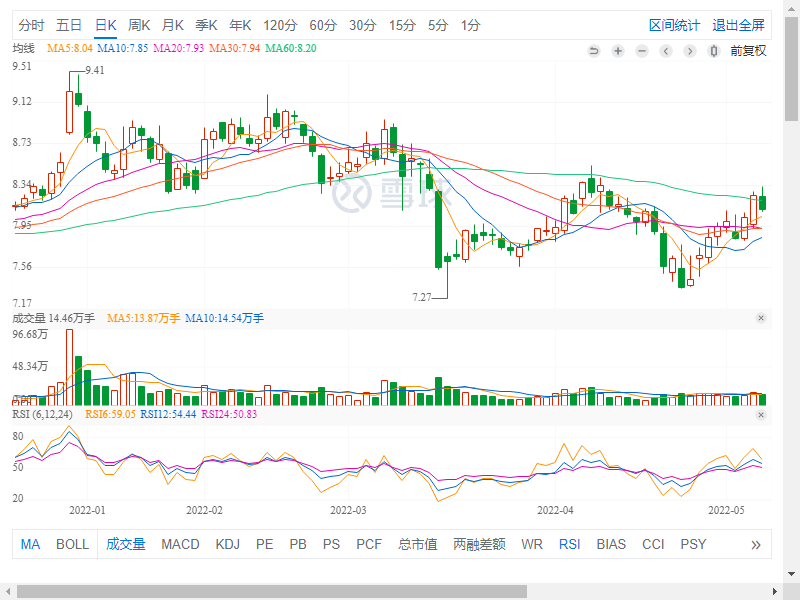 分时 五日 日K 周K 月K 季K 年K 120分 60分 30分 15分 5分 1分 区间统计 退出全屏
均线 MA5:8.04 MA10:7.85 MA20:7.93 MA30:7.94 MA60:8.20 前复权
9.51
9.41
9.12
8.73
8.34
雪球
7.95
7.56
7.27
7.17
成交量 14.46万手 MA5:13.87万手 MA10:14.54万手
96.68万
48.34万
RSI (6,12,24) RSI6:59.05 RSI12:54.44 RSI24:50.83
80
50
20
2022-01 2022-02 2022-03 2022-04 2022-05
MA BOLL 成交量 MACD KDJ PE PB PS PCF 总市值 两融差额 WR RSI BIAS CCI PSY »